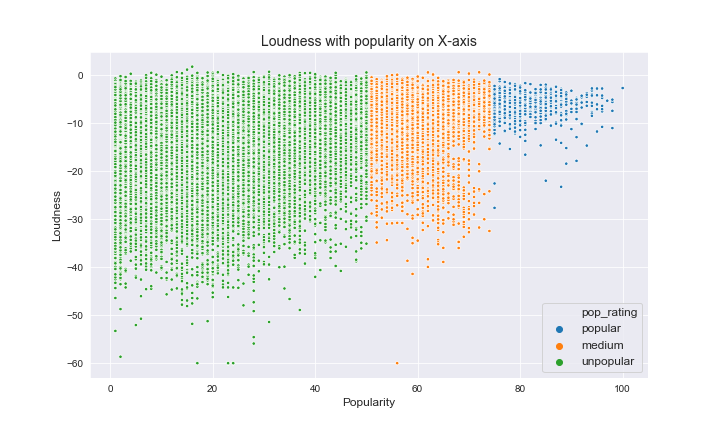 Loudness with popularity on X-axis
0
−10
−20
−30
−40
−50
−60
Loudness
0 20 40 60 80 100
Popularity
pop_rating
popular
medium
unpopular